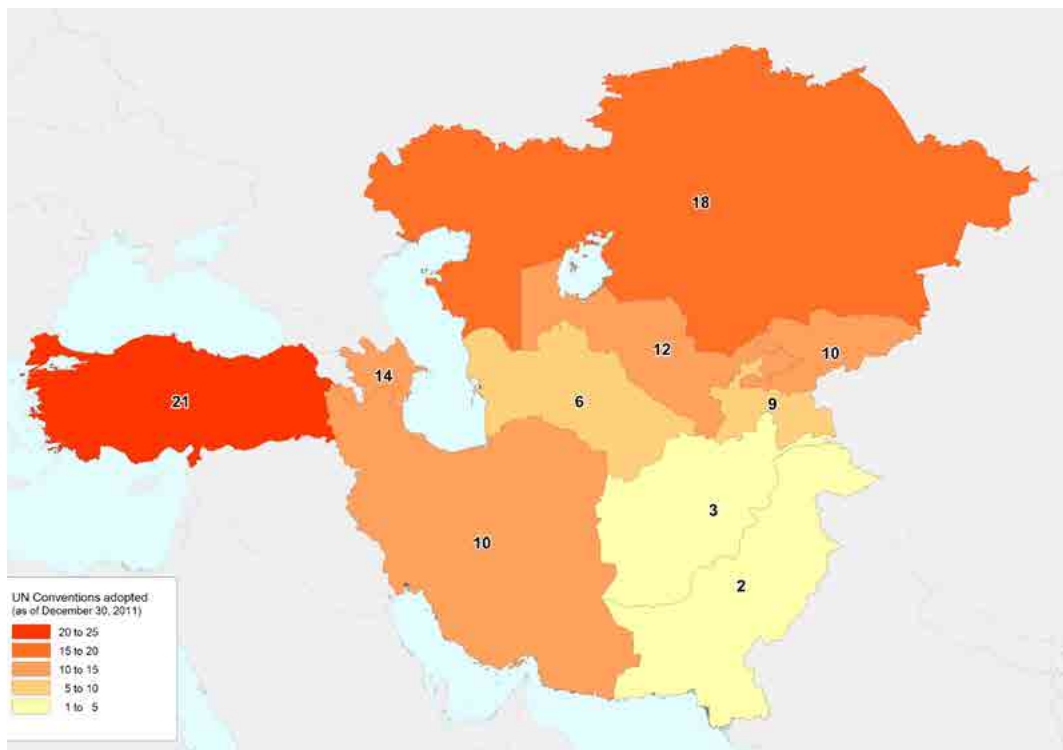 18
12
10
14
6
9
21
3
10
2
UN Conventions adopted
(as of December 30, 2011)
20 to 25
15 to 20
10 to 15
5 to 10
1 to 5